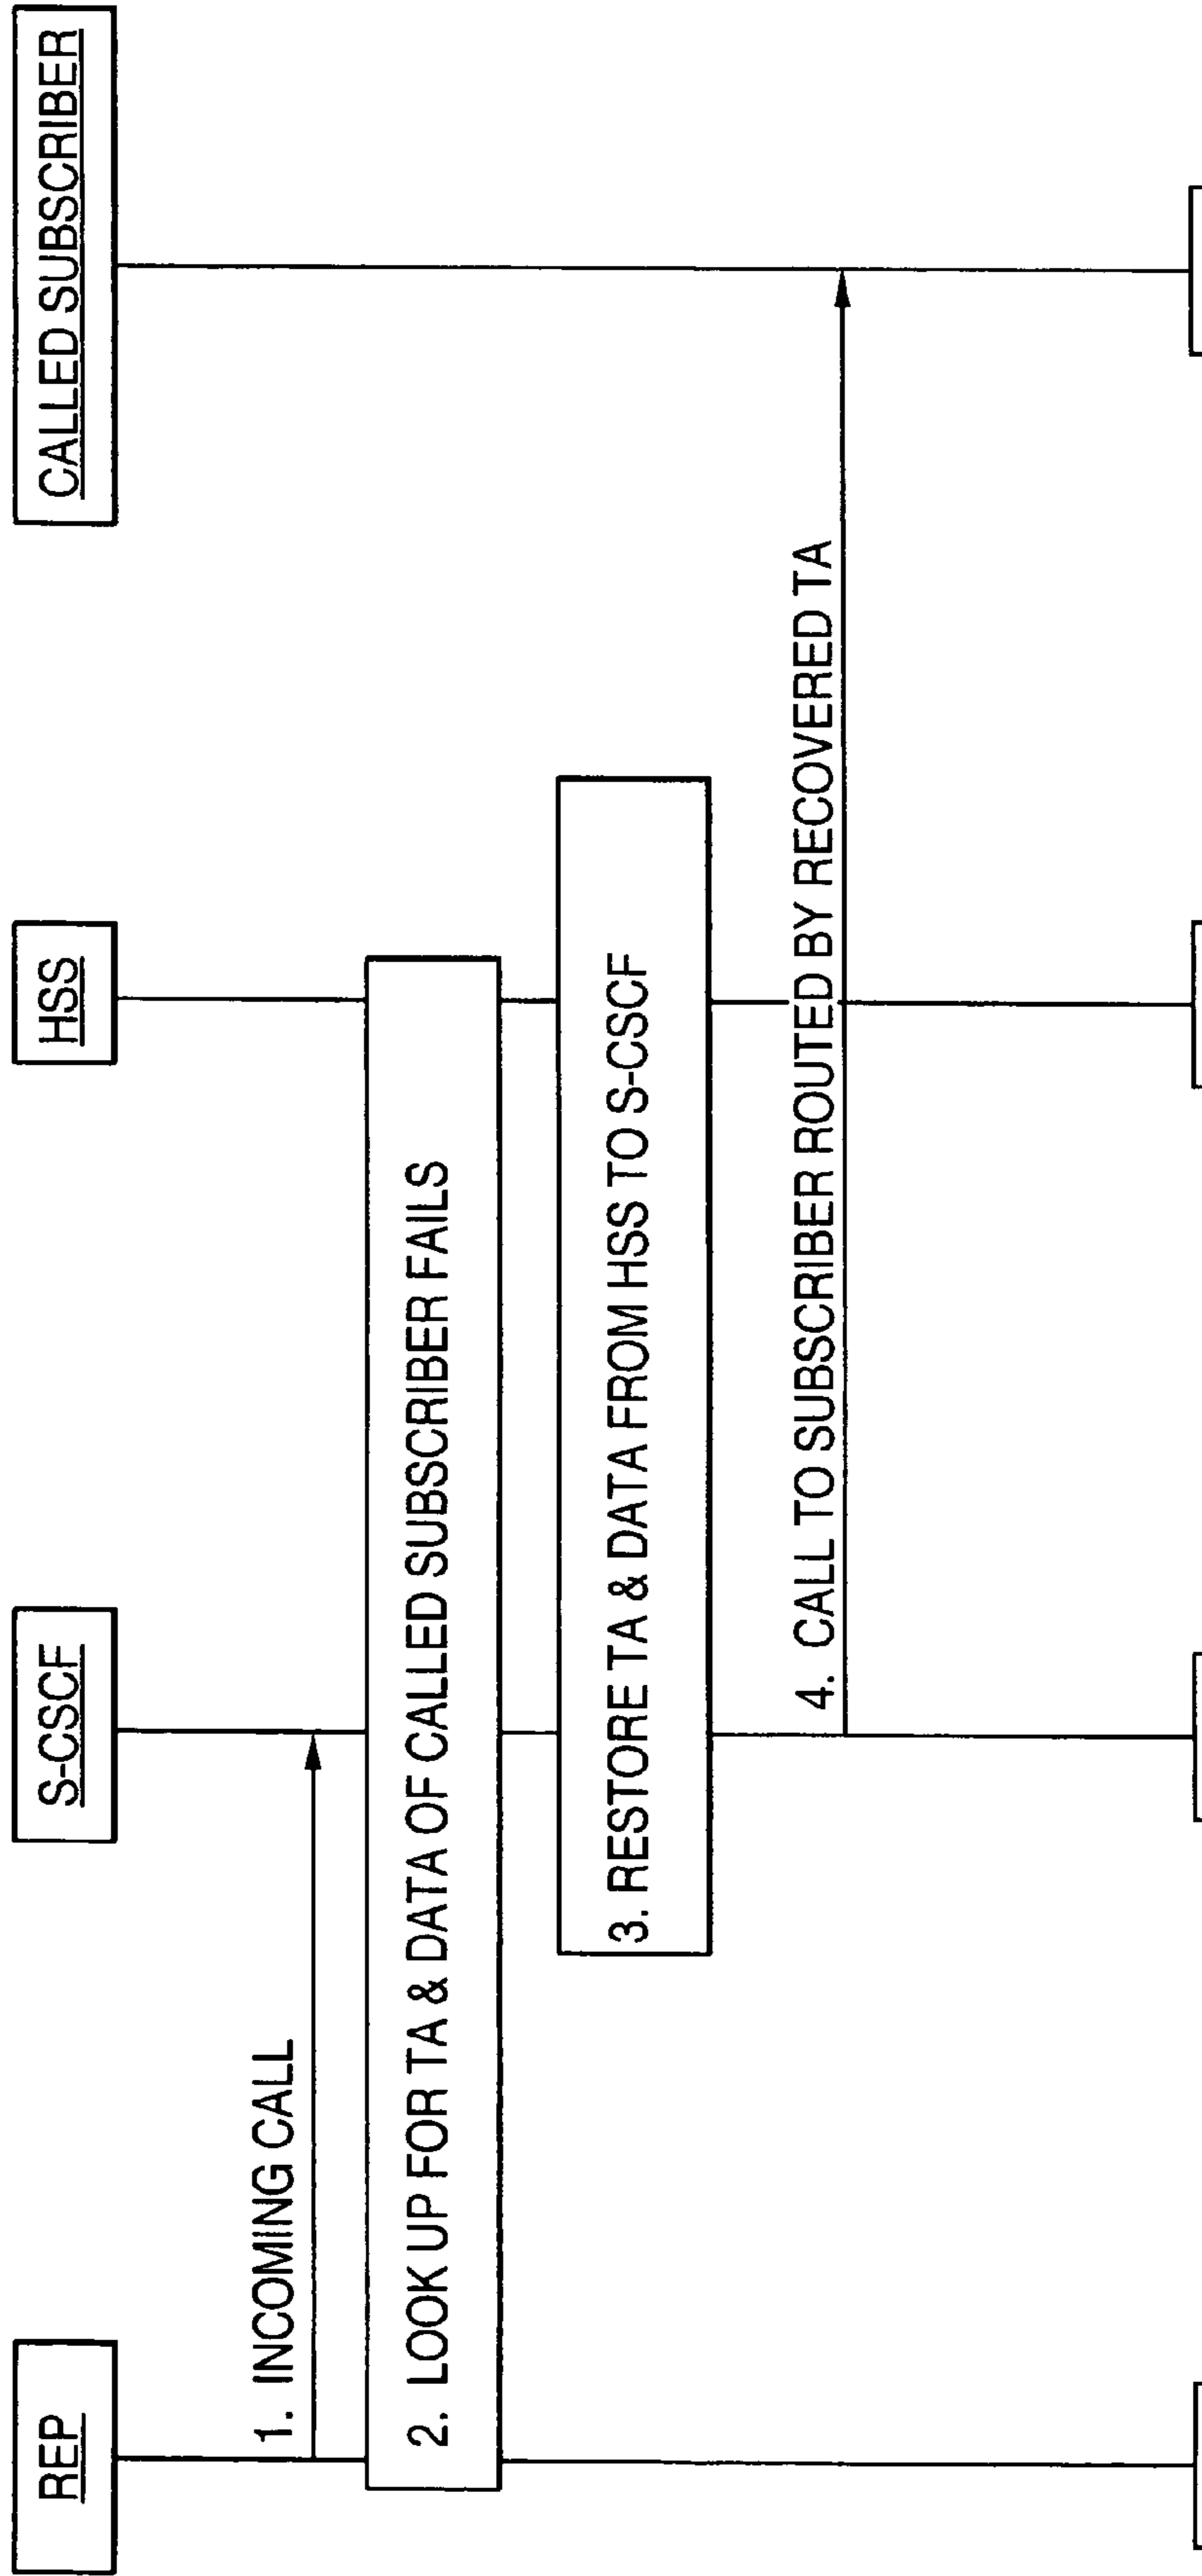 REP
S-CSCF
HSS
CALLED SUBSCRIBER
1. INCOMING CALL
2. LOOK UP FOR TA & DATA OF CALLED SUBSCRIBER FAILS
3. RESTORE TA & DATA FROM HSS TO S-CSCF
4. CALL TO SUBSCRIBER ROUTED BY RECOVERED TA